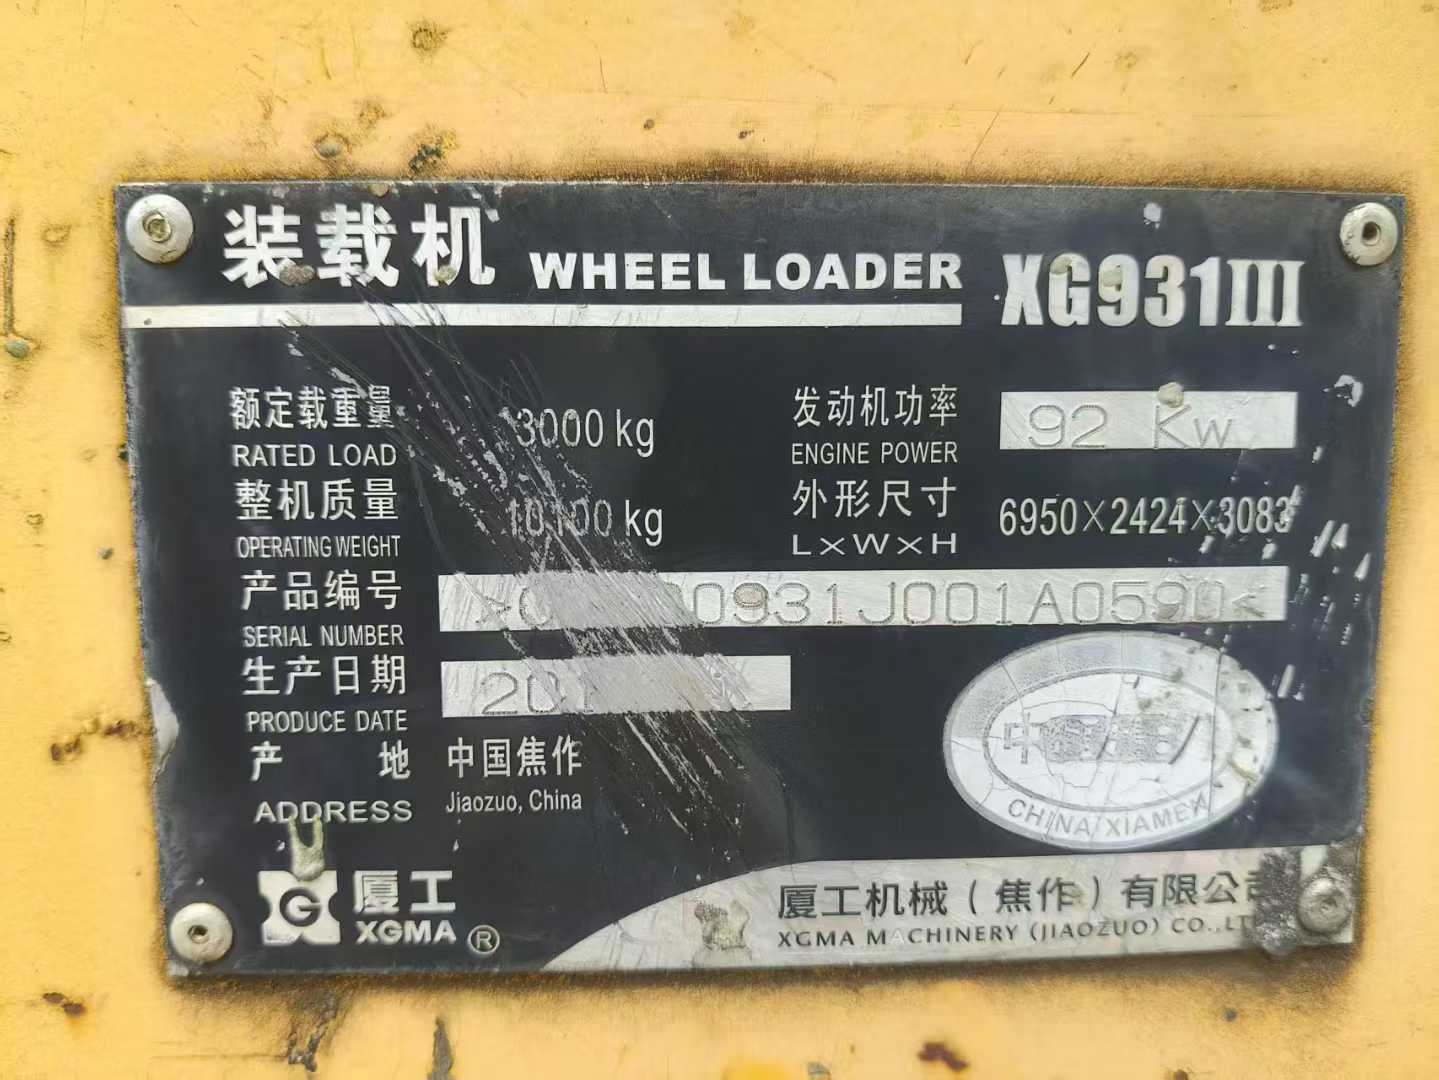 装载机 WHEEL LOADER XG931III
额定载重量 3000 kg 发动机功率 92 Kw
RATED LOAD ENGINE POWER
整机质量 10100 kg 外形尺寸 6950×2424×3083
OPERATING WEIGHT L×W×H
产品编号
SERIAL NUMBER
生产日期
PRODUCE DATE
产 地 中国焦作
ADDRESS Jiaozuo, China
CHINA XIAMEN
G 厦工
XGMA ®
厦工机械（焦作）有限公司
XGMA MACHINERY (JIAOZUO) CO.,LT